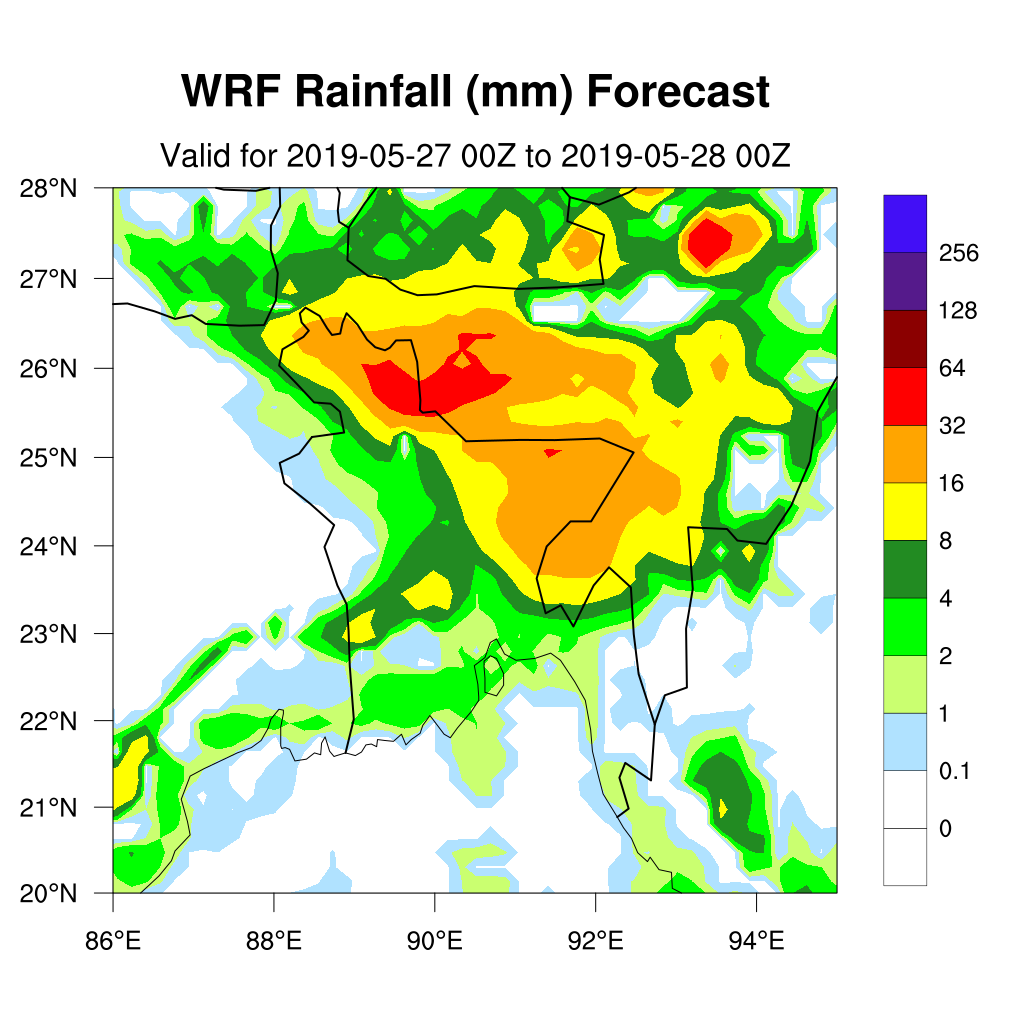 WRF Rainfall (mm) Forecast
Valid for 2019-05-27 00Z to 2019-05-28 00Z
28°N
27°N
26°N
25°N
24°N
23°N
22°N
21°N
20°N
86°E 88°E 90°E 92°E 94°E
256
128
64
32
16
8
4
2
1
0.1
0